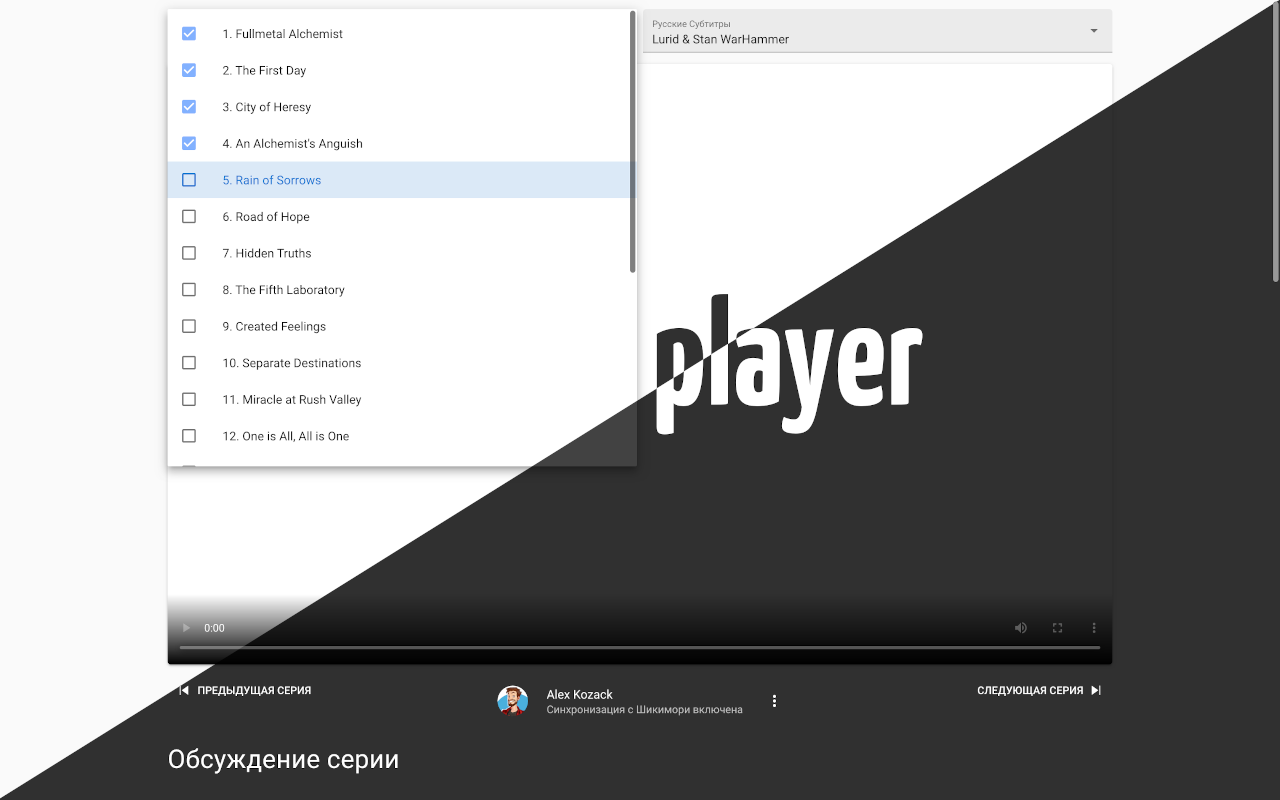 1. Fullmetal Alchemist
2. The First Day
3. City of Heresy
4. An Alchemist's Anguish
5. Rain of Sorrows
6. Road of Hope
7. Hidden Truths
8. The Fifth Laboratory
9. Created Feelings
10. Separate Destinations
11. Miracle at Rush Valley
12. One is All, All is One
Русские Субтитры
Lurid & Stan WarHammer
player
0:00
ПРЕДЫДУЩАЯ СЕРИЯ
Alex Kozack
Синхронизация с Шикимори включена
СЛЕДУЮЩАЯ СЕРИЯ
Обсуждение серии